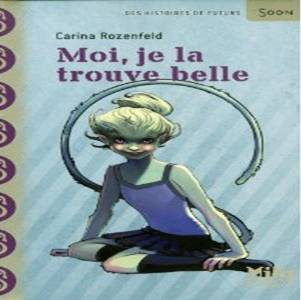 DES HISTOIRES DE FUTURS
SOON
Carina Rozenfeld
Moi, je la
trouve belle